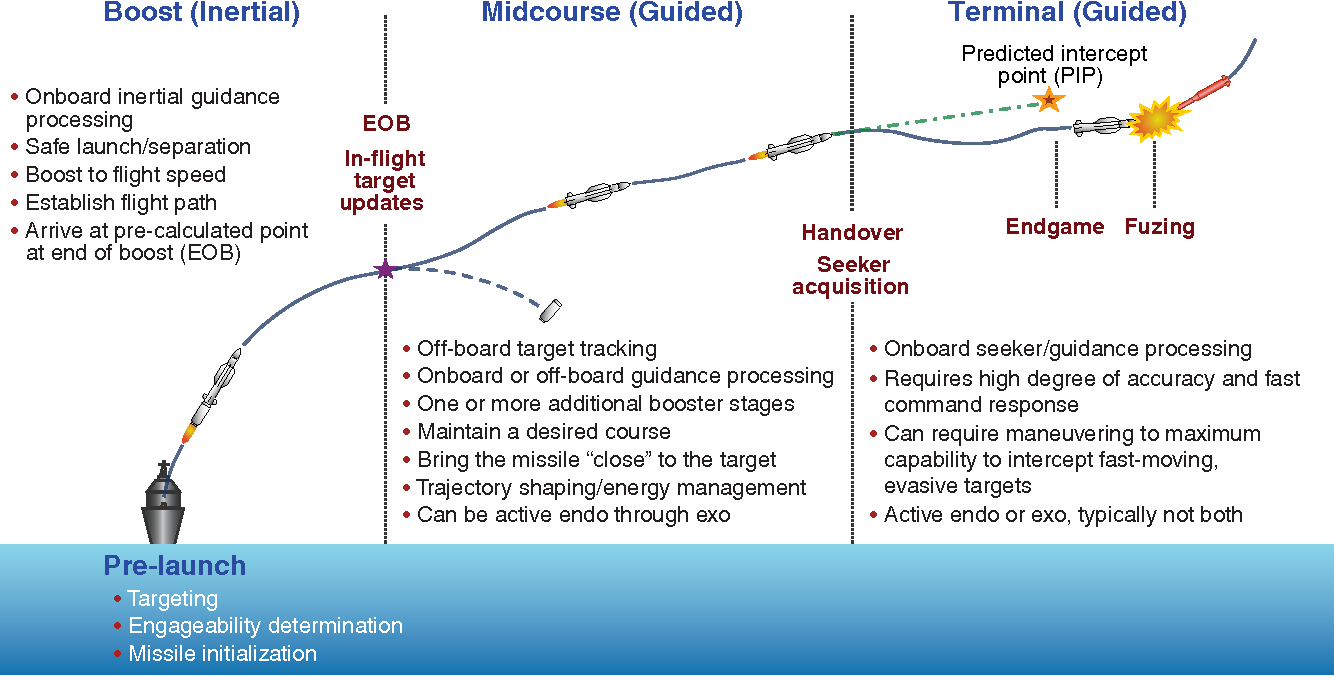 Boost (Inertial)
Midcourse (Guided)
Terminal (Guided)
• Onboard inertial guidance
processing
• Safe launch/separation
• Boost to flight speed
• Establish flight path
• Arrive at pre-calculated point
at end of boost (EOB)
EOB
In-flight
target
updates
Predicted intercept
point (PIP)
Handover
Seeker
acquisition
Endgame
Fuzing
• Off-board target tracking
• Onboard or off-board guidance processing
• One or more additional booster stages
• Maintain a desired course
• Bring the missile “close” to the target
• Trajectory shaping/energy management
• Can be active endo through exo
• Onboard seeker/guidance processing
• Requires high degree of accuracy and fast
command response
• Can require maneuvering to maximum
capability to intercept fast-moving,
evasive targets
• Active endo or exo, typically not both
Pre-launch
• Targeting
• Engageability determination
• Missile initialization